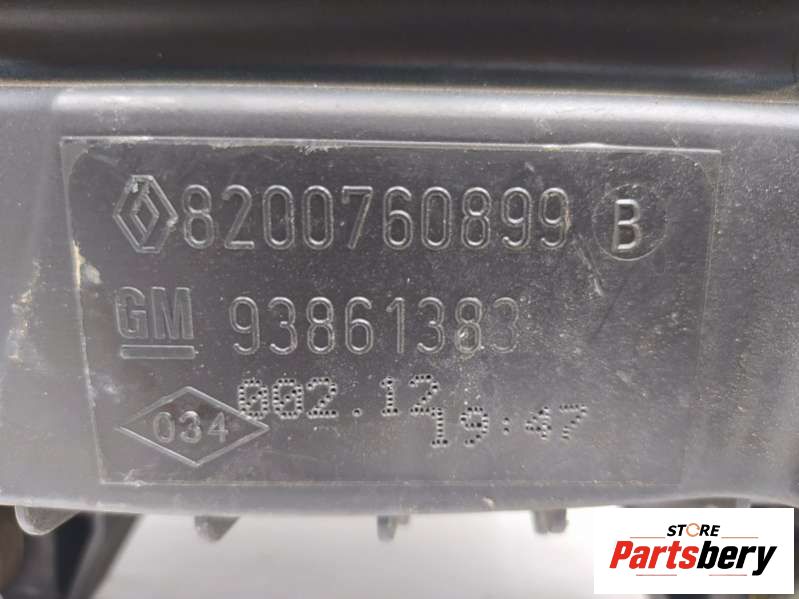 8200760899 B
GM 93861383
034 002.12
19:47
STORE
Partsbery